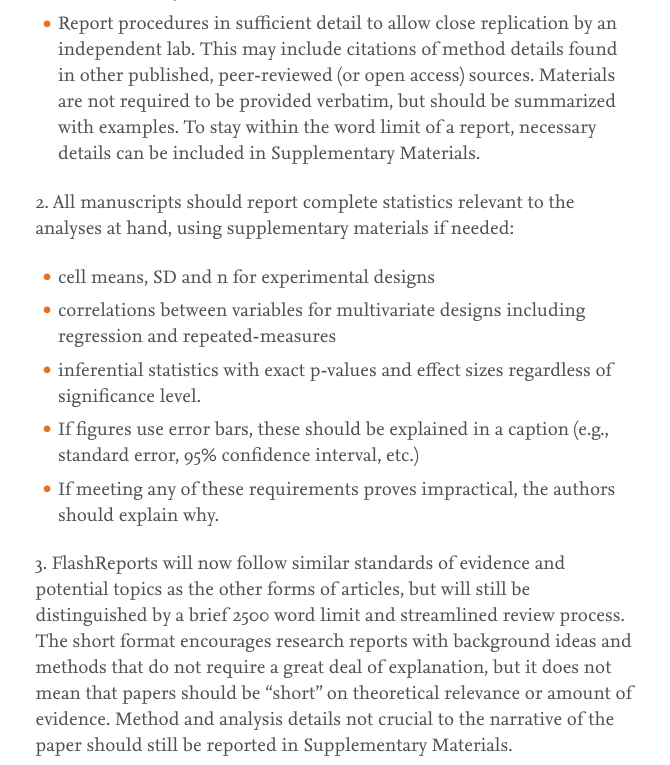 • Report procedures in sufficient detail to allow close replication by an
independent lab. This may include citations of method details found
in other published, peer-reviewed (or open access) sources. Materials
are not required to be provided verbatim, but should be summarized
with examples. To stay within the word limit of a report, necessary
details can be included in Supplementary Materials.
2. All manuscripts should report complete statistics relevant to the
analyses at hand, using supplementary materials if needed:
• cell means, SD and n for experimental designs
• correlations between variables for multivariate designs including
regression and repeated-measures
• inferential statistics with exact p-values and effect sizes regardless of
significance level.
• If figures use error bars, these should be explained in a caption (e.g.,
standard error, 95% confidence interval, etc.)
• If meeting any of these requirements proves impractical, the authors
should explain why.
3. FlashReports will now follow similar standards of evidence and
potential topics as the other forms of articles, but will still be
distinguished by a brief 2500 word limit and streamlined review process.
The short format encourages research reports with background ideas and
methods that do not require a great deal of explanation, but it does not
mean that papers should be “short” on theoretical relevance or amount of
evidence. Method and analysis details not crucial to the narrative of the
paper should still be reported in Supplementary Materials.